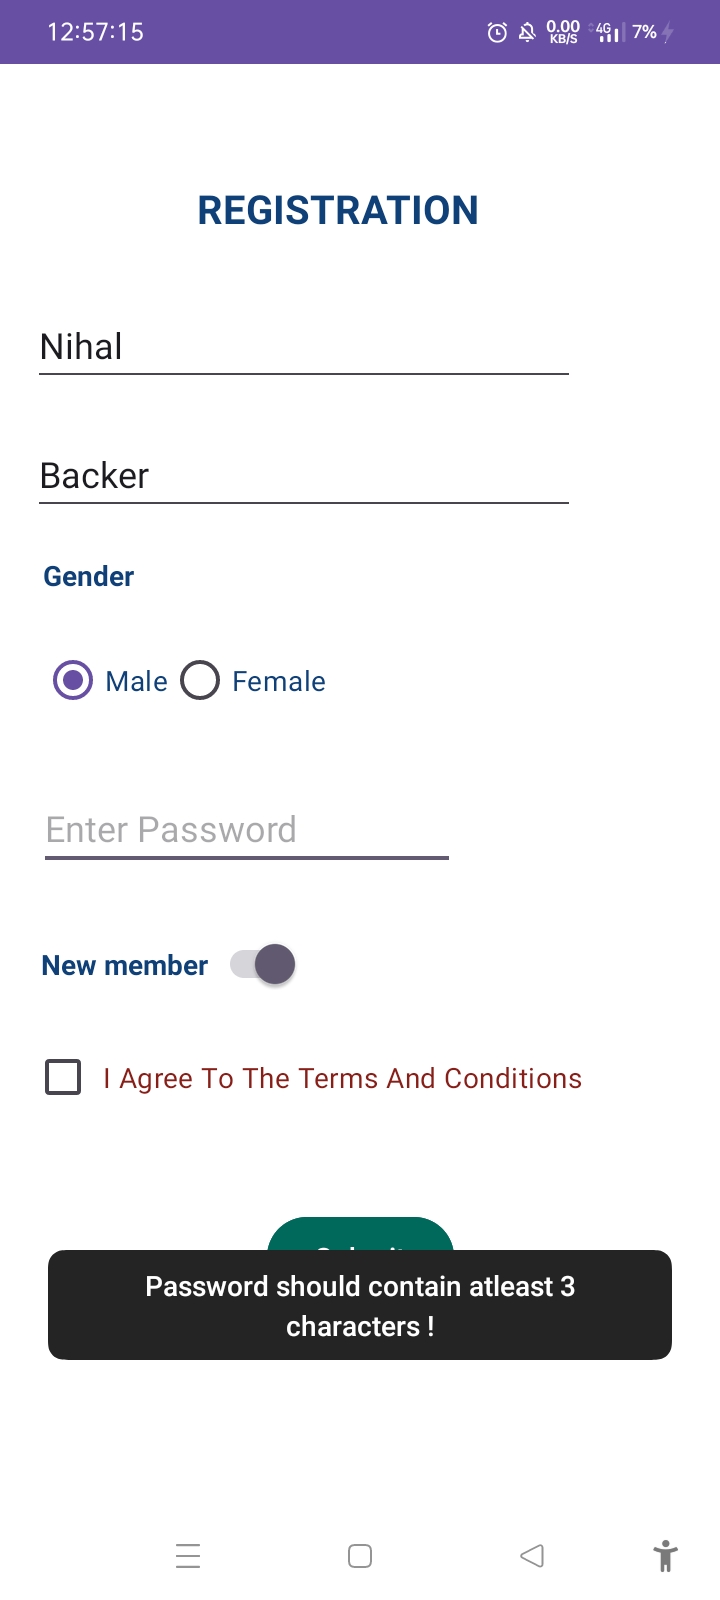 12:57:15
0.00 KB/S 4G 7%
REGISTRATION
Nihal
Backer
Gender
Male Female
Enter Password
New member
I Agree To The Terms And Conditions
Password should contain atleast 3
characters !